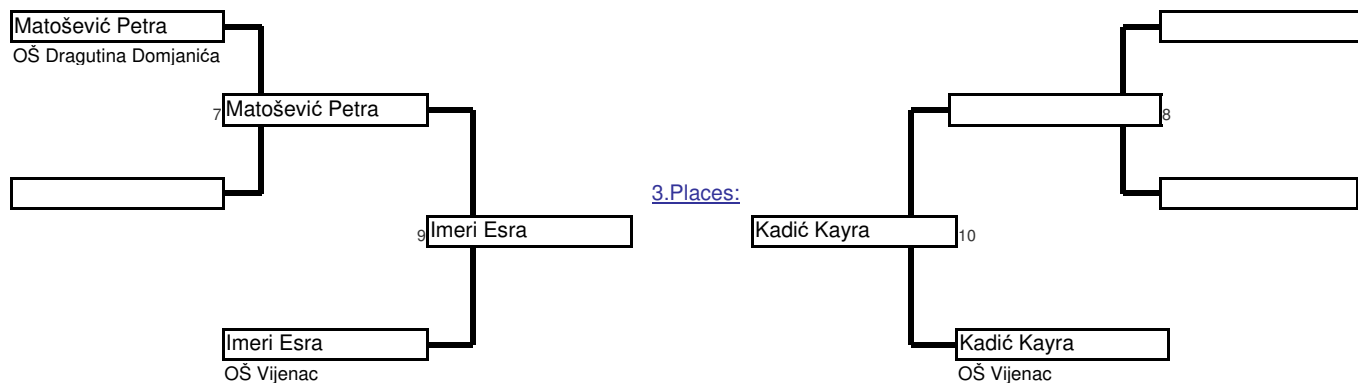 Matošević Petra
OŠ Dragutina Domjanića
7 Matošević Petra
8
3.Places:
9 Imeri Esra
Kadić Kayra 10
Imeri Esra
OŠ Vijenac
Kadić Kayra
OŠ Vijenac